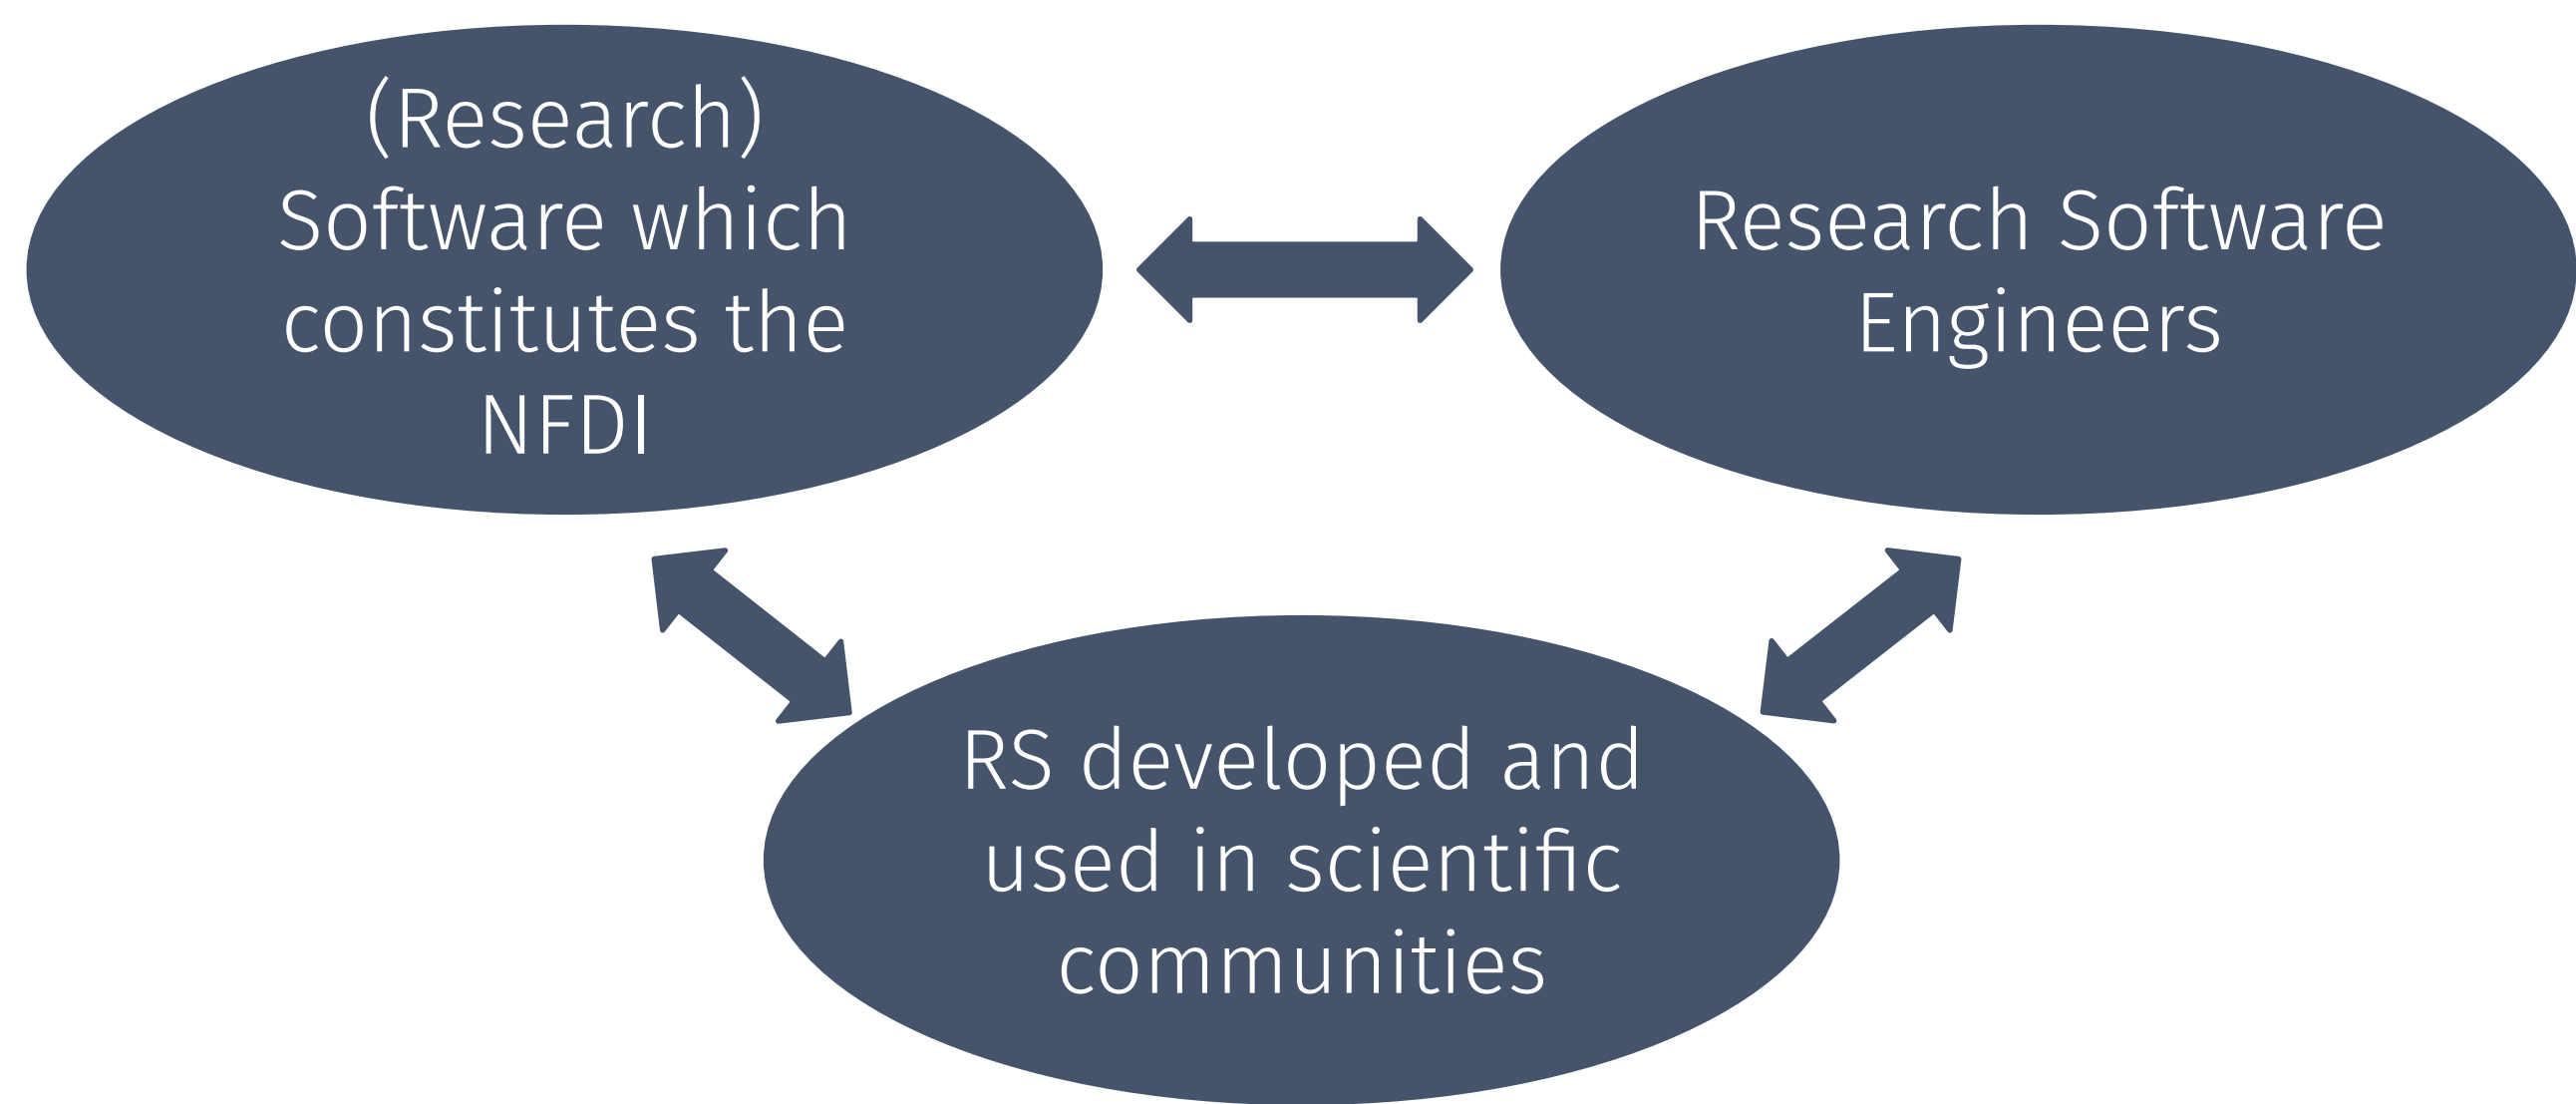 (Research)
Software which
constitutes the
NFDI
Research Software
Engineers
RS developed and
used in scientific
communities